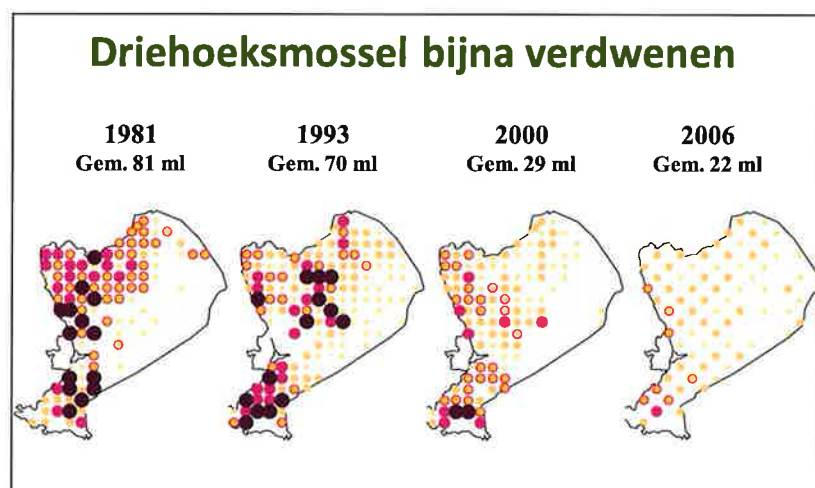 Driehoeksmossel bijna verdwenen
1981
Gem. 81 ml
1993
Gem. 70 ml
2000
Gem. 29 ml
2006
Gem. 22 ml